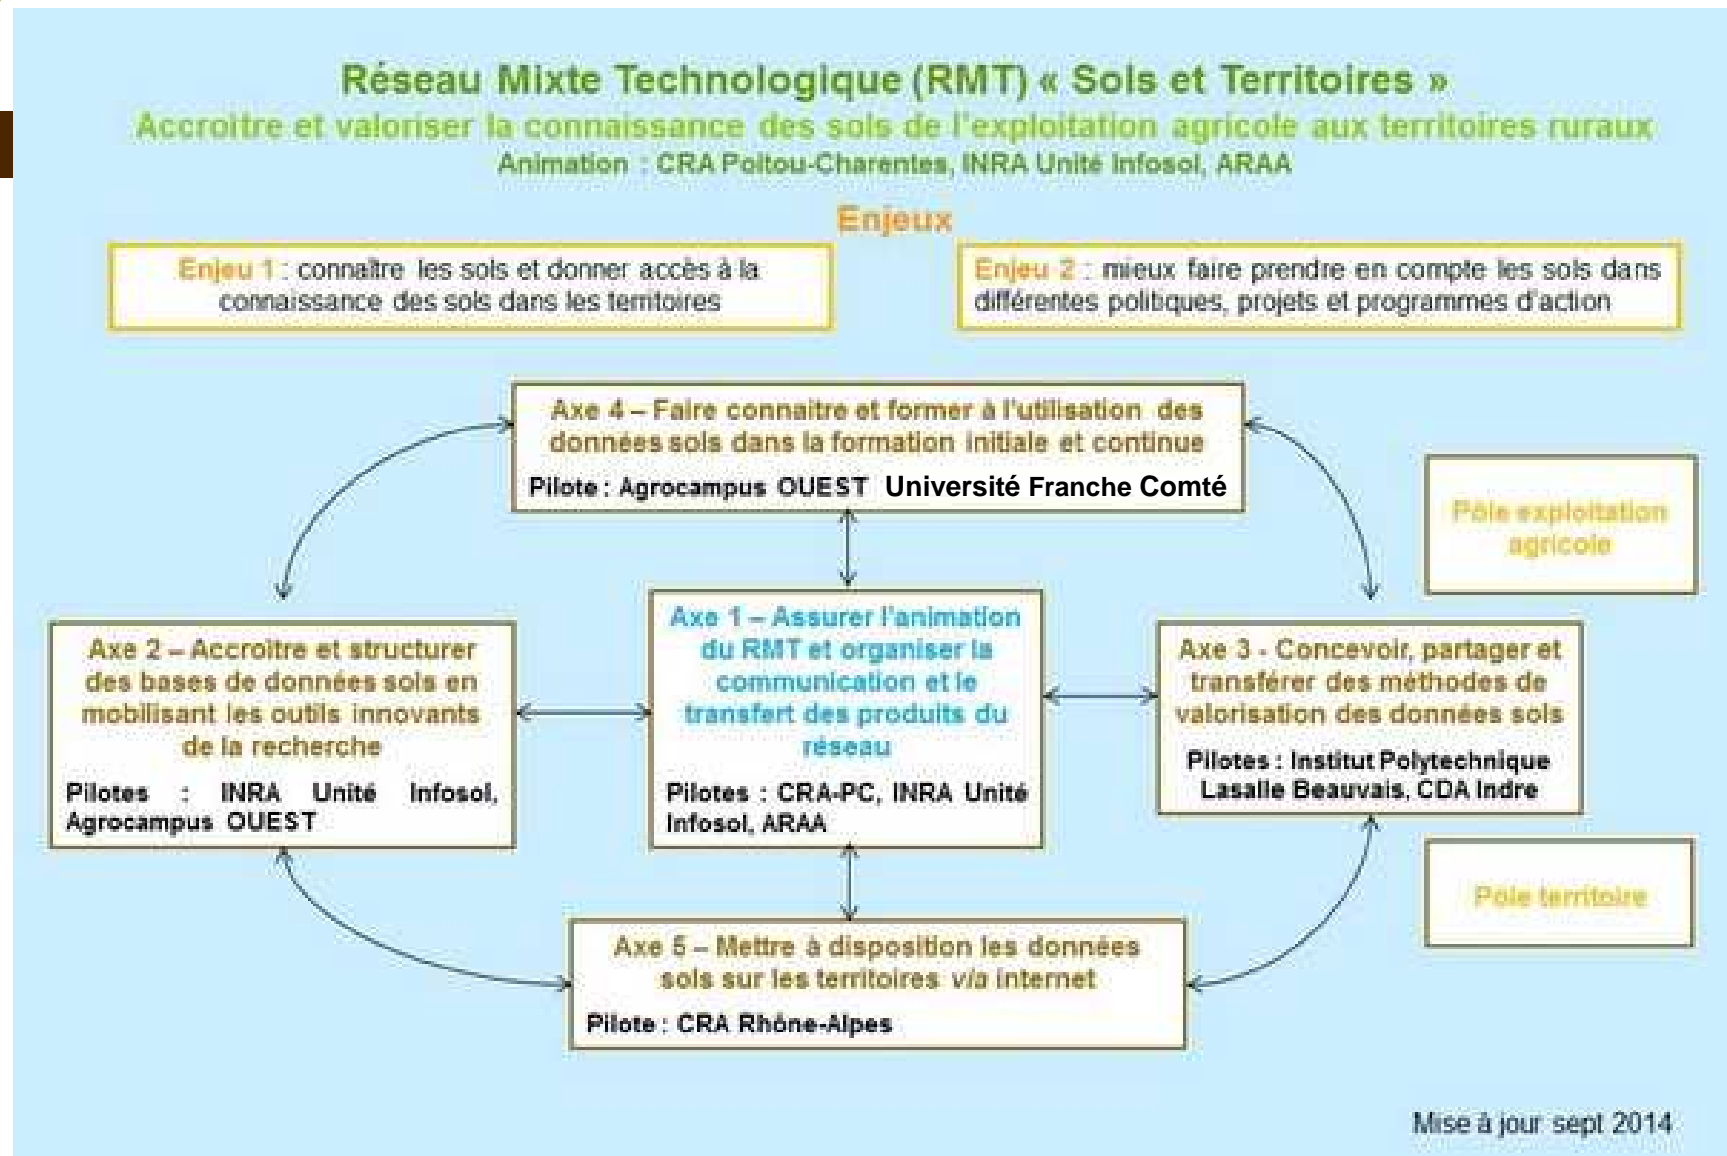 Réseau Mixte Technologique (RMT) « Sols et Territoires »
Accroitre et valoriser la connaissance des sols de l'exploitation agricole aux territoires ruraux
Animation : CRA Poitou-Charentes, INRA Unité Infosol, ARAA
Enjeux
Enjeu 1 : connaître les sols et donner accès à la
connaissance des sols dans les territoires
Enjeu 2 : mieux faire prendre en compte les sols dans
différentes politiques, projets et programmes d'action
Axe 4 – Faire connaitre et former à l'utilisation des
données sols dans la formation initiale et continue
Pilote : Agrocampus OUEST Université Franche Comté
Pôle exploitation
agricole
Axe 2 – Accroître et structurer
des bases de données sols en
mobilisant les outils innovants
de la recherche
Pilotes : INRA Unité Infosol,
Agrocampus OUEST
Axe 1 – Assurer l'animation
du RMT et organiser la
communication et le
transfert des produits du
réseau
Pilotes : CRA-PC, INRA Unité
Infosol, ARAA
Axe 3 - Concevoir, partager et
transférer des méthodes de
valorisation des données sols
Pilotes : Institut Polytechnique
Lasalle Beauvais, CDA Indre
Pôle territoire
Axe 5 – Mettre à disposition les données
sols sur les territoires via internet
Pilote : CRA Rhône-Alpes
Mise à jour sept 2014